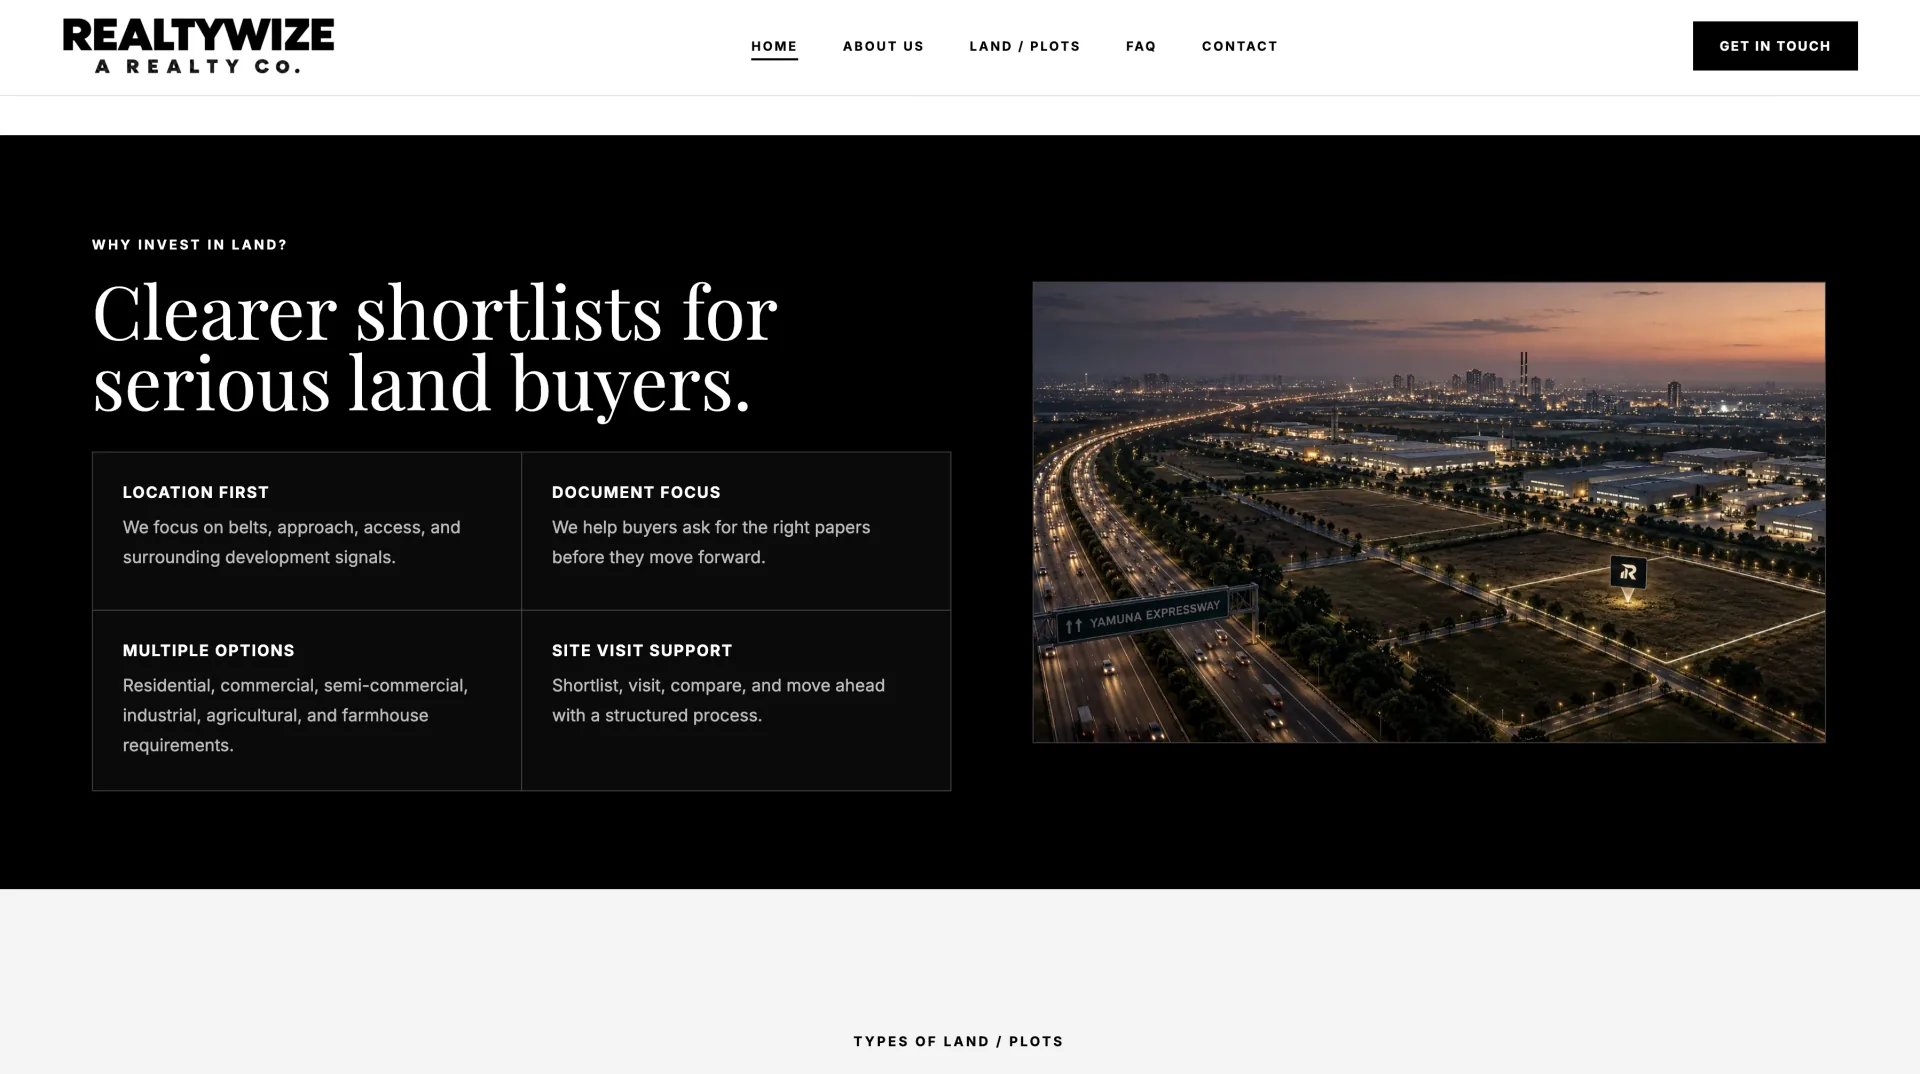 REALTYWIZE
A REALTY CO.
HOME
ABOUT US
LAND / PLOTS
FAQ
CONTACT
GET IN TOUCH
WHY INVEST IN LAND?
Clearer shortlists for
serious land buyers.
LOCATION FIRST
We focus on belts, approach, access, and
surrounding development signals.
DOCUMENT FOCUS
We help buyers ask for the right papers
before they move forward.
MULTIPLE OPTIONS
Residential, commercial, semi-commercial,
industrial, agricultural, and farmhouse
requirements.
SITE VISIT SUPPORT
Shortlist, visit, compare, and move ahead
with a structured process.
YAMUNA EXPRESSWAY
R
TYPES OF LAND / PLOTS